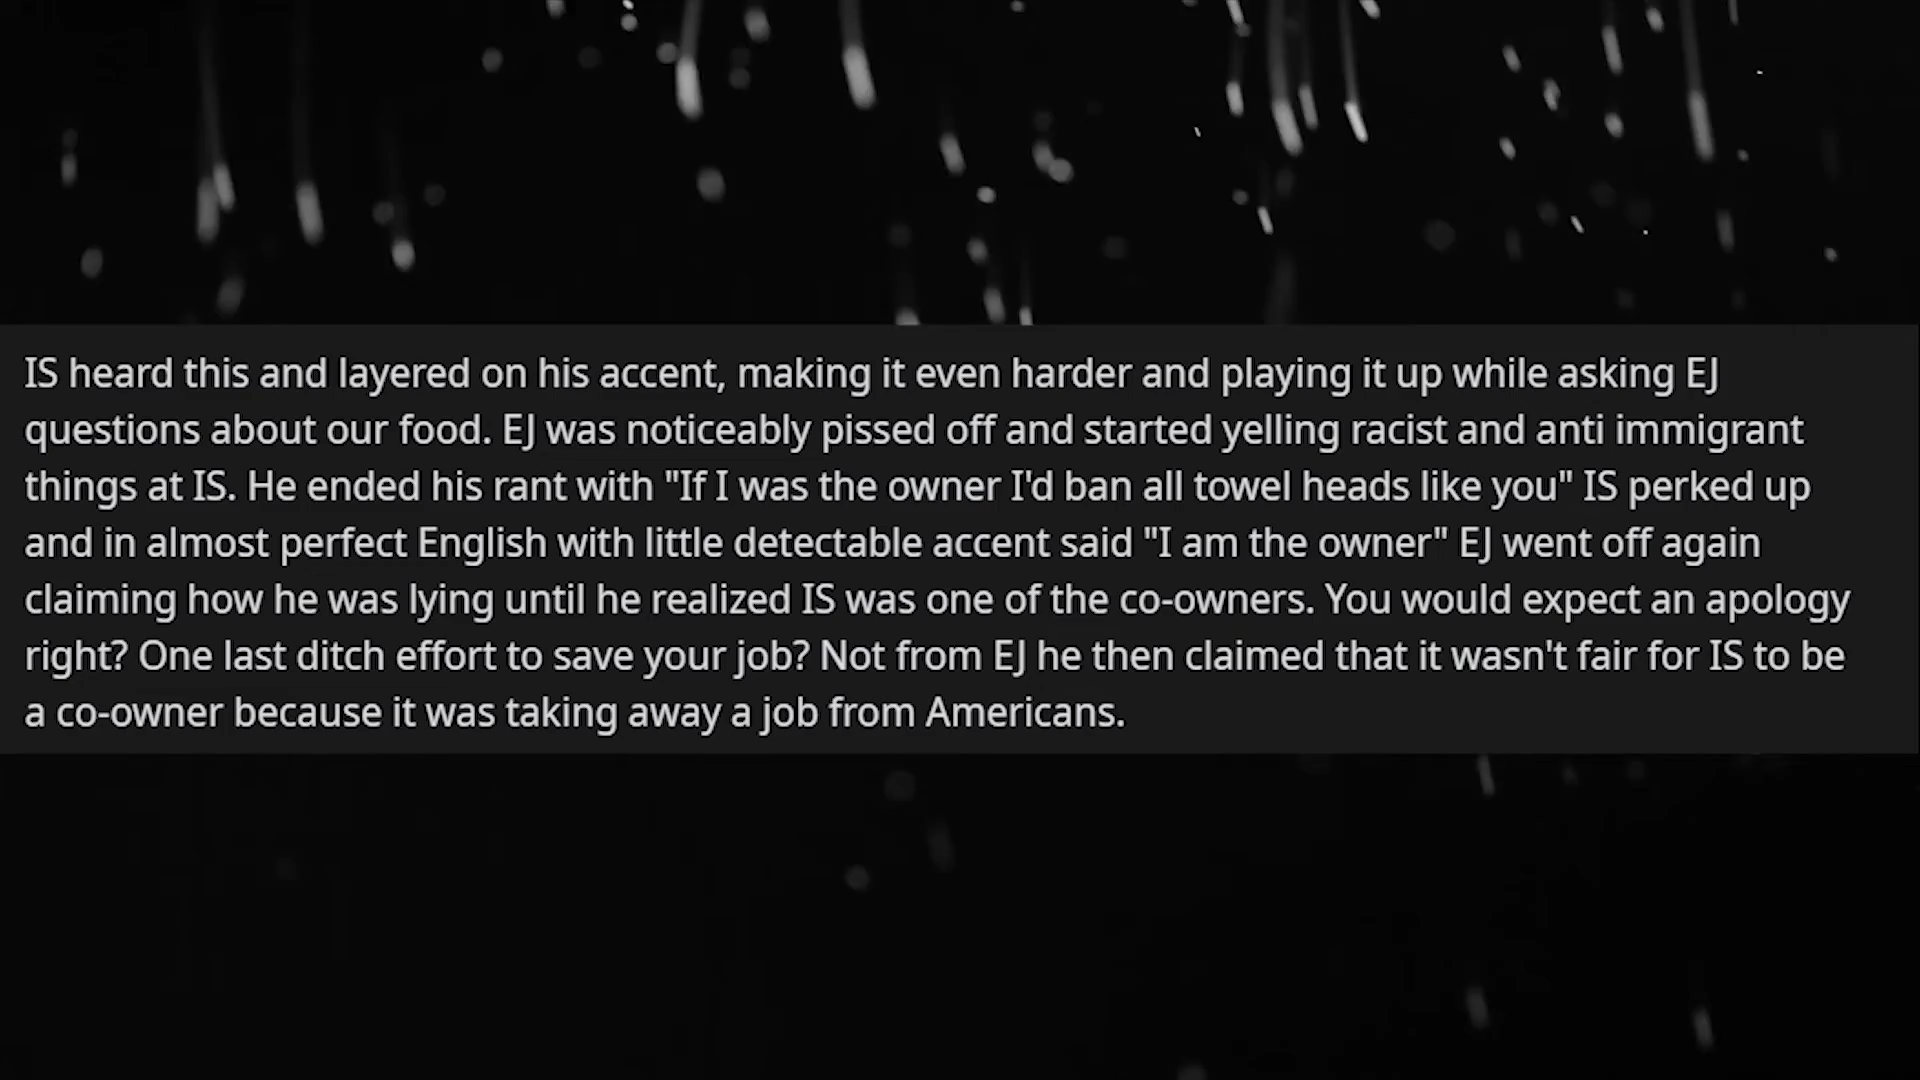 IS heard this and layered on his accent, making it even harder and playing it up while asking EJ
questions about our food. EJ was noticeably pissed off and started yelling racist and anti immigrant
things at IS. He ended his rant with "If I was the owner I'd ban all towel heads like you" IS perked up
and in almost perfect English with little detectable accent said "I am the owner" EJ went off again
claiming how he was lying until he realized IS was one of the co-owners. You would expect an apology
right? One last ditch effort to save your job? Not from EJ he then claimed that it wasn't fair for IS to be
a co-owner because it was taking away a job from Americans.